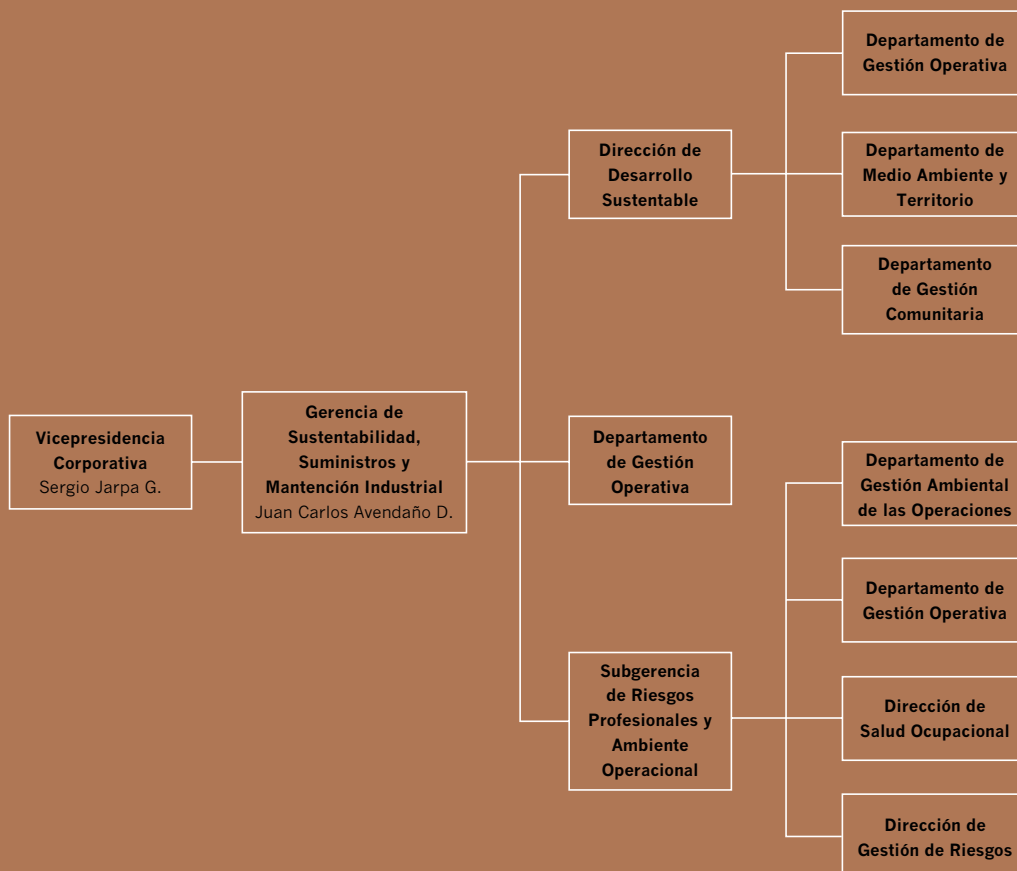 Vicepresidencia
Corporativa
Sergio Jarpa G.
Gerencia de
Sustentabilidad,
Suministros y
Mantención Industrial
Juan Carlos Avendaño D.
Dirección de
Desarrollo
Sustentable
Departamento de
Gestión Operativa
Departamento de
Medio Ambiente y
Territorio
Departamento
de Gestión
Comunitaria
Departamento
de Gestión
Operativa
Subgerencia
de Riesgos
Profesionales y
Ambiente
Operacional
Departamento de
Gestión Ambiental
de las Operaciones
Departamento de
Gestión Operativa
Dirección de
Salud Ocupacional
Dirección de
Gestión de Riesgos